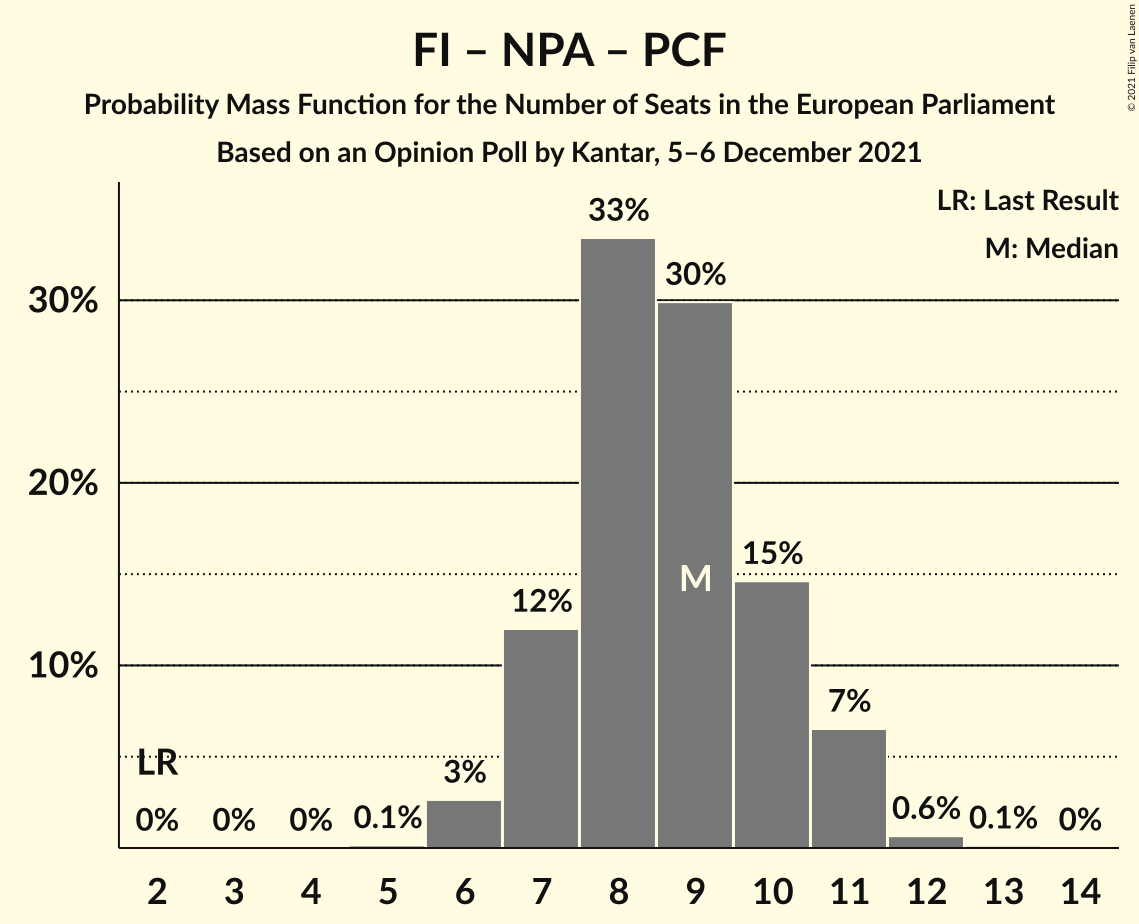 FI – NPA – PCF
Probability Mass Function for the Number of Seats in the European Parliament
Based on an Opinion Poll by Kantar, 5–6 December 2021
© 2021 Filip van Laenen
LR: Last Result
M: Median
33%
30%
30%
20%
15%
M
12%
10%
7%
LR
3%
0% 0% 0% 0.1% 0.6% 0.1% 0%
2 3 4 5 6 7 8 9 10 11 12 13 14